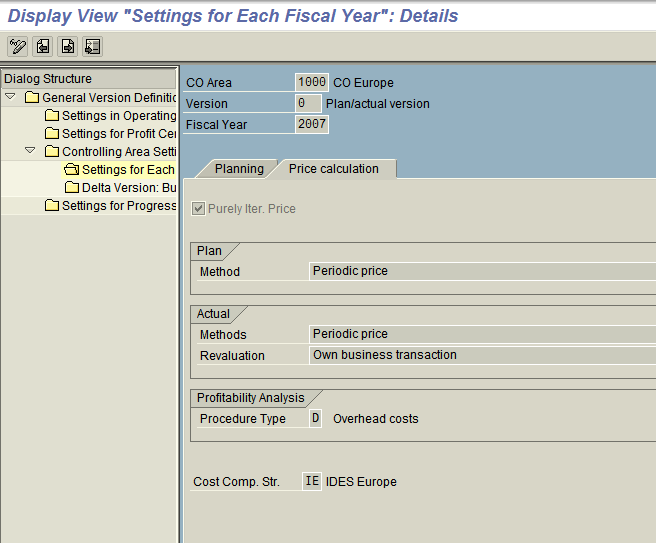 Display View "Settings for Each Fiscal Year": Details
Dialog Structure
General Version Definitic
Settings in Operating
Settings for Profit Cer
Controlling Area Setti
Settings for Each
Delta Version: Bu
Settings for Progress
CO Area 1000 CO Europe
Version 0 Plan/actual version
Fiscal Year 2007
Planning Price calculation
Purely Iter. Price
Plan
Method Periodic price
Actual
Methods Periodic price
Revaluation Own business transaction
Profitability Analysis
Procedure Type D Overhead costs
Cost Comp. Str. IE IDES Europe